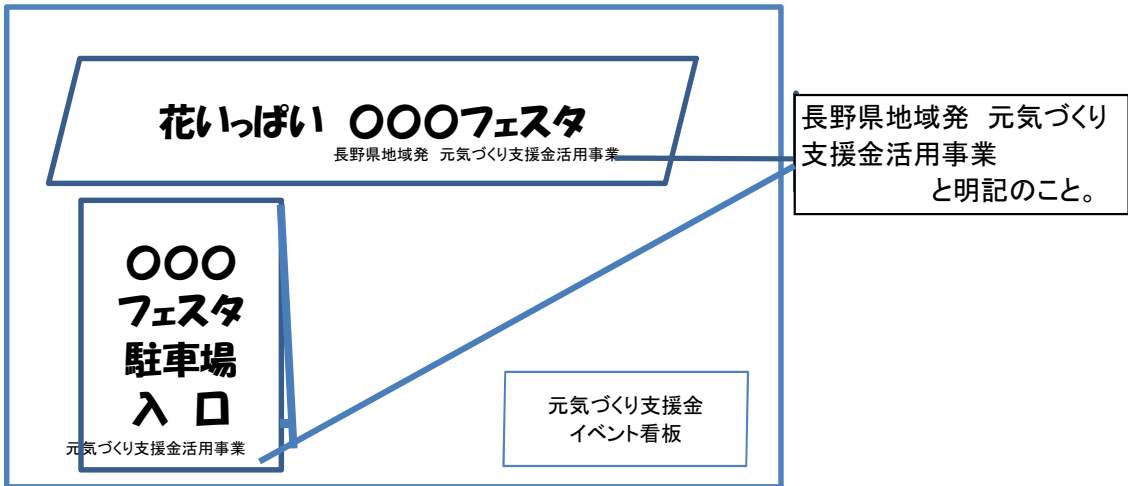 花いっぱい 〇〇〇フェスタ
長野県地域発 元気づくり支援金活用事業
長野県地域発 元気づくり
支援金活用事業
と明記のこと。
〇〇〇
フェスタ
駐車場
入 口
元気づくり支援金活用事業
元気づくり支援金
イベント看板